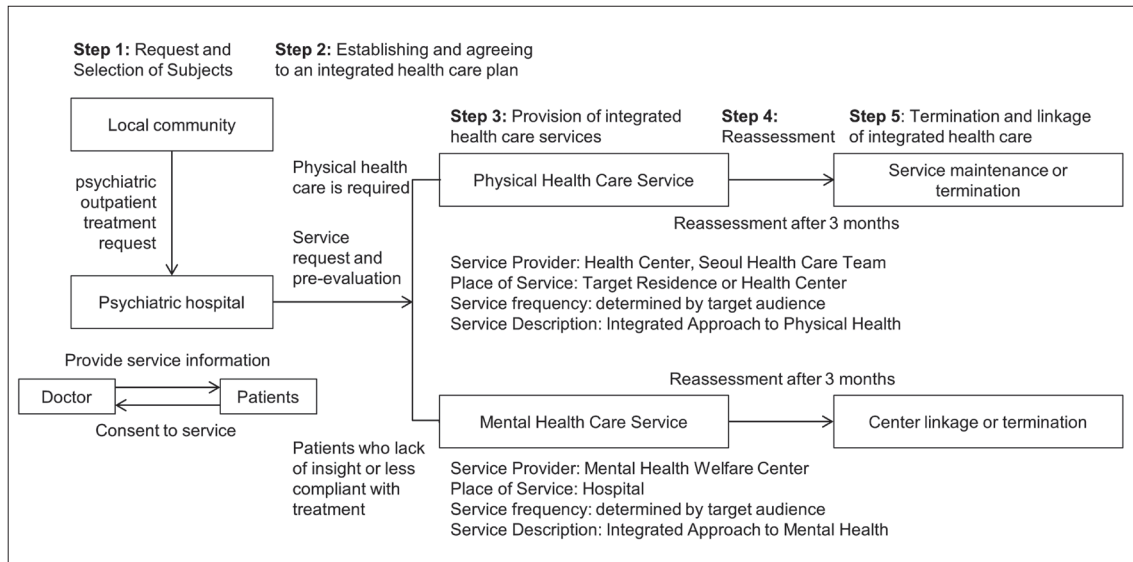 Step 1: Request and
Selection of Subjects
Step 2: Establishing and agreeing
to an integrated health care plan
Local community
psychiatric
outpatient
treatment
request
Psychiatric hospital
Provide service information
Doctor
Patients
Consent to service
Physical health
care is required
Service
request and
pre-evaluation
Patients who lack
of insight or less
compliant with
treatment
Step 3: Provision of integrated
health care services
Step 4:
Reassessment
Step 5: Termination and linkage
of integrated health care
Physical Health Care Service
Service maintenance or
termination
Reassessment after 3 months
Service Provider: Health Center, Seoul Health Care Team
Place of Service: Target Residence or Health Center
Service frequency: determined by target audience
Service Description: Integrated Approach to Physical Health
Reassessment after 3 months
Mental Health Care Service
Center linkage or termination
Service Provider: Mental Health Welfare Center
Place of Service: Hospital
Service frequency: determined by target audience
Service Description: Integrated Approach to Mental Health